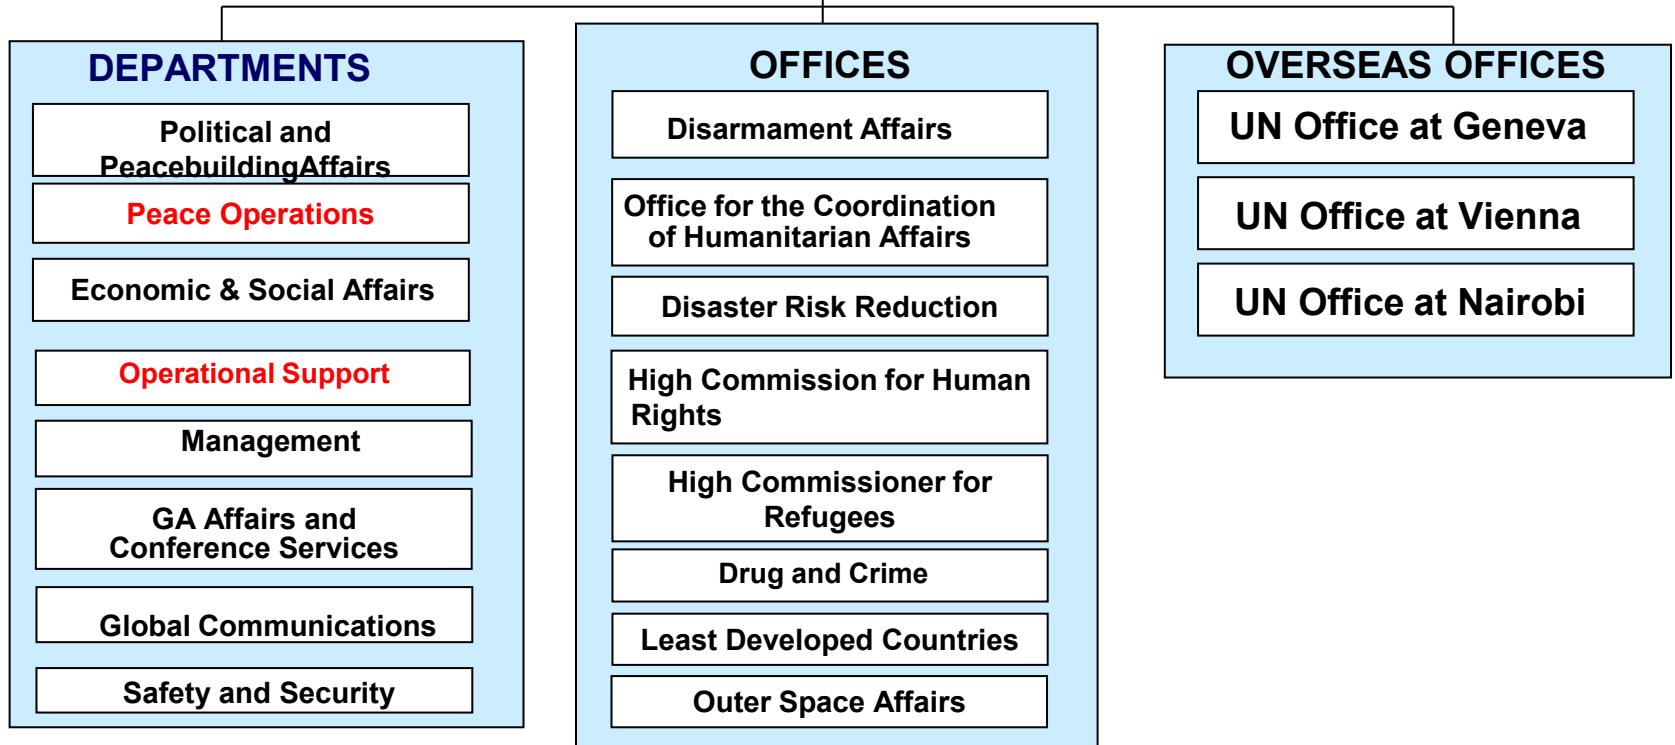 DEPARTMENTS
Political and
PeacebuildingAffairs
Peace Operations
Economic & Social Affairs
Operational Support
Management
GA Affairs and
Conference Services
Global Communications
Safety and Security
OFFICES
Disarmament Affairs
Office for the Coordination
of Humanitarian Affairs
Disaster Risk Reduction
High Commission for Human
Rights
High Commissioner for
Refugees
Drug and Crime
Least Developed Countries
Outer Space Affairs
OVERSEAS OFFICES
UN Office at Geneva
UN Office at Vienna
UN Office at Nairobi